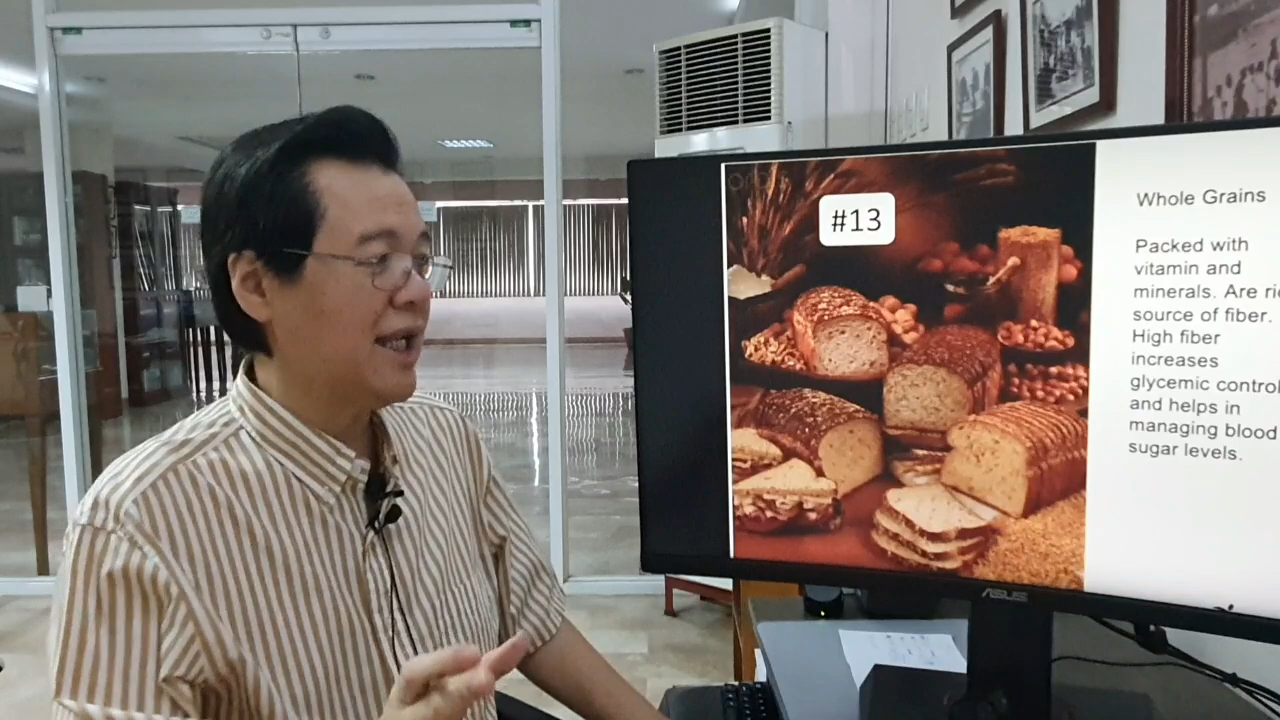 #13
Whole Grains
Packed with
vitamin and
minerals. Are
source of fiber.
High fiber
increases
glycemic control
and helps in
managing blood
sugar levels.
ASUS